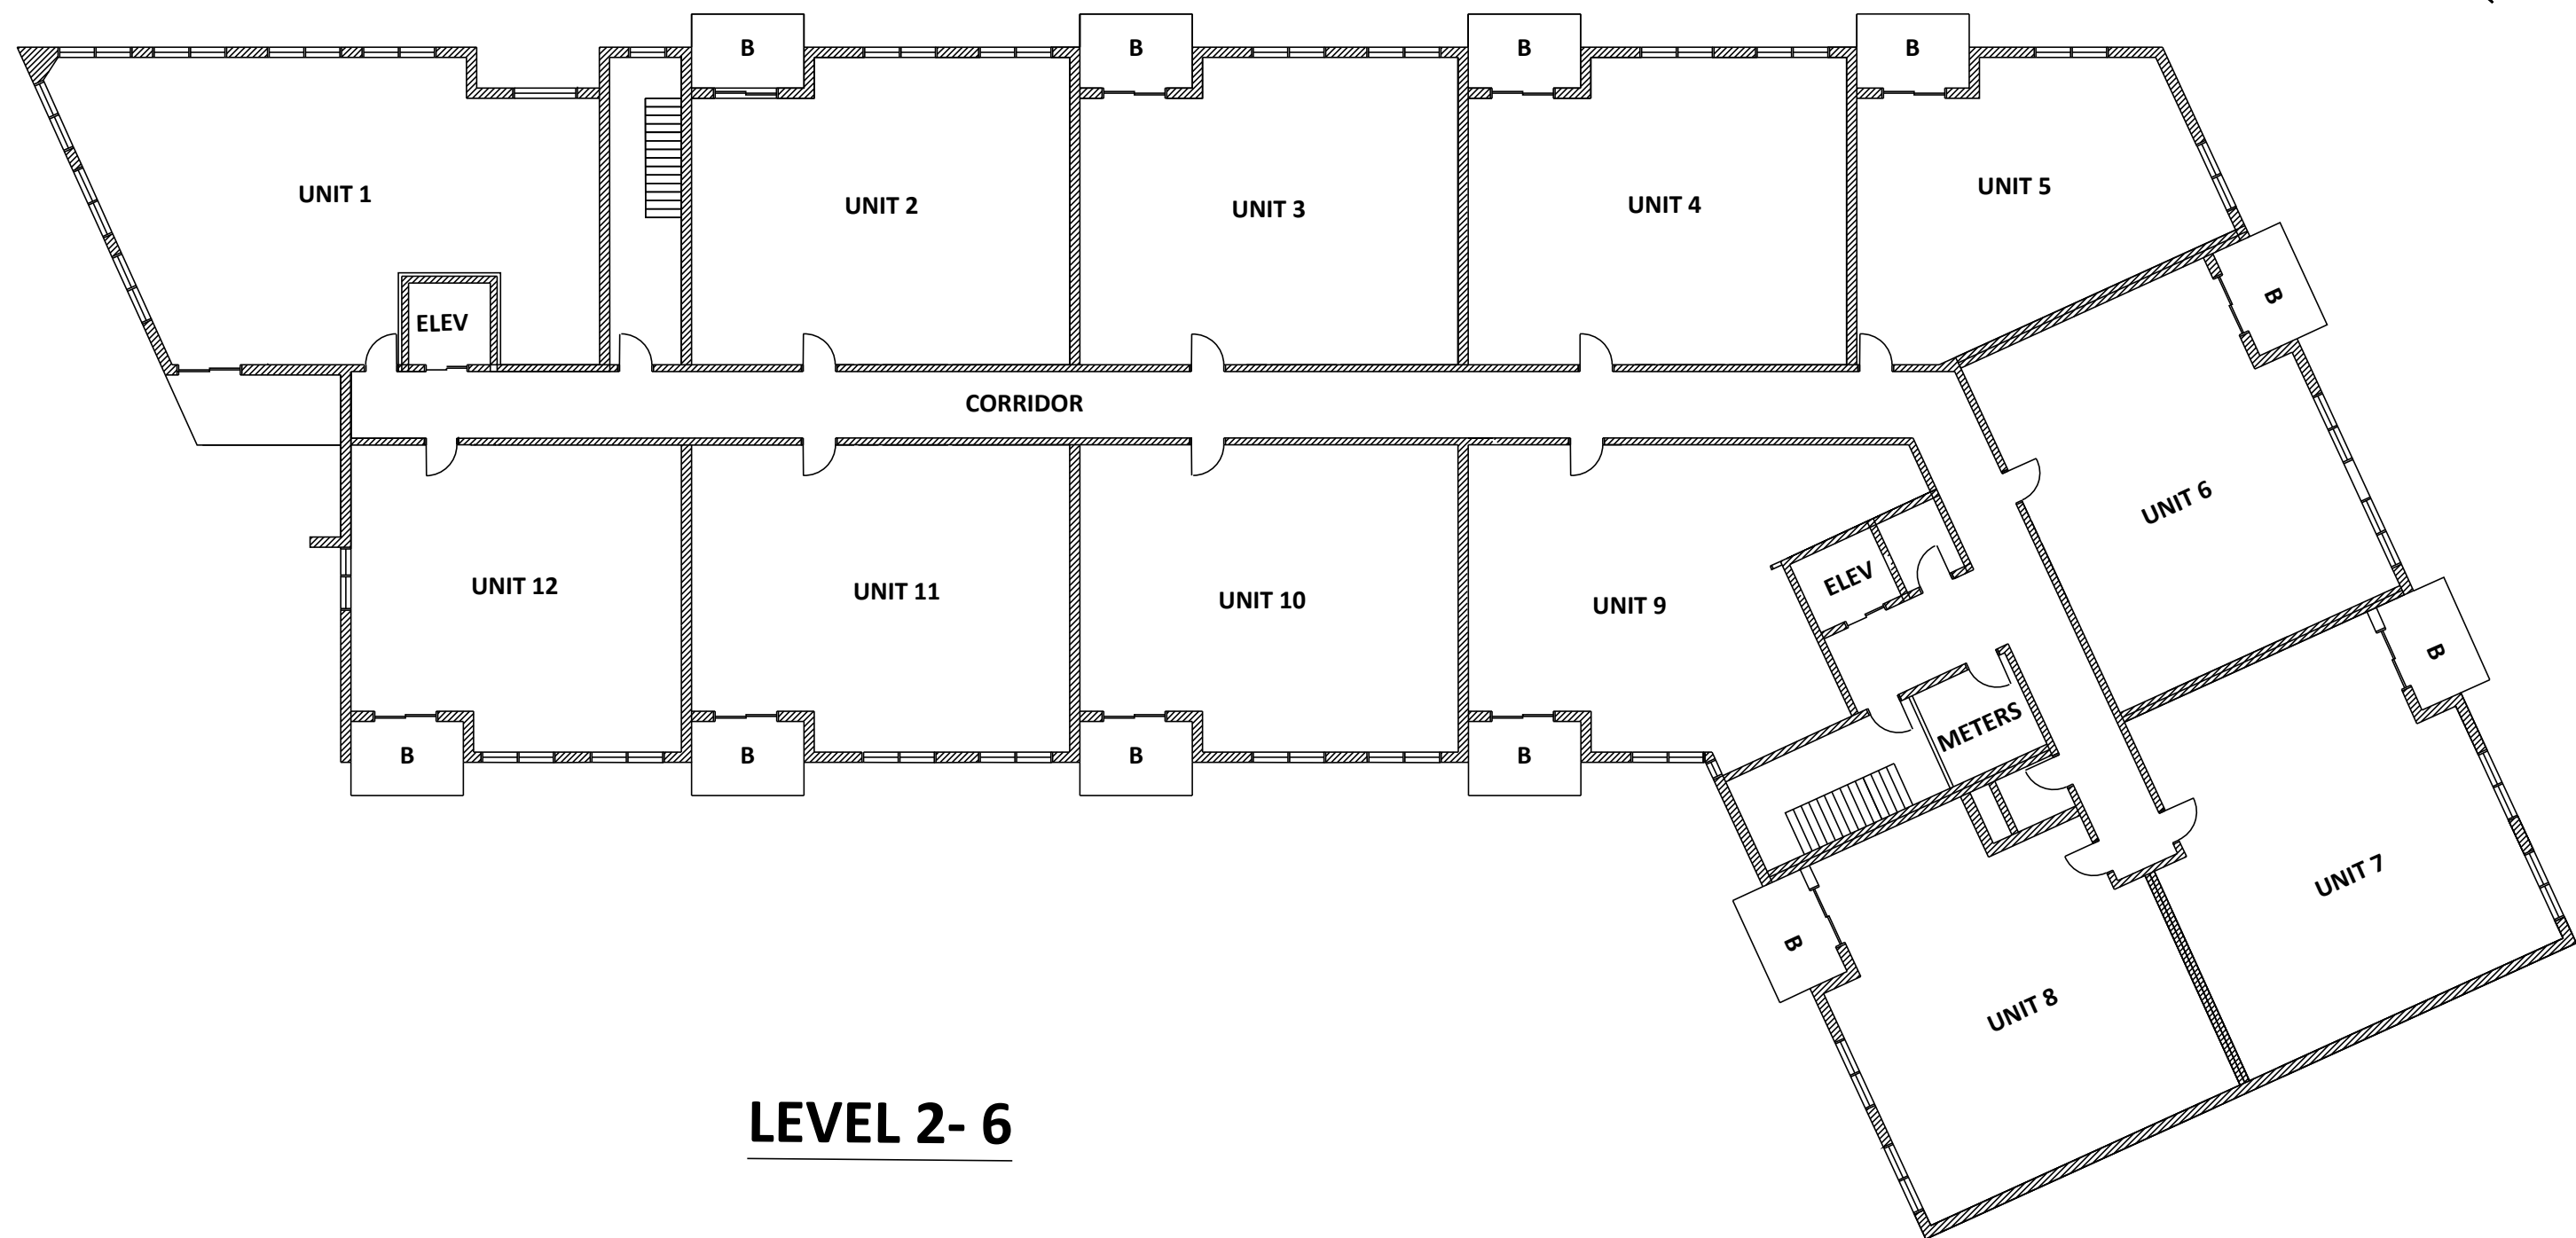 B
B
B
B
UNIT 1
UNIT 2
UNIT 3
UNIT 4
UNIT 5
B
ELEV
CORRIDOR
UNIT 6
UNIT 12
UNIT 11
UNIT 10
UNIT 9
ELEV
B
METERS
B
B
B
B
UNIT 7
B
UNIT 8
LEVEL 2- 6